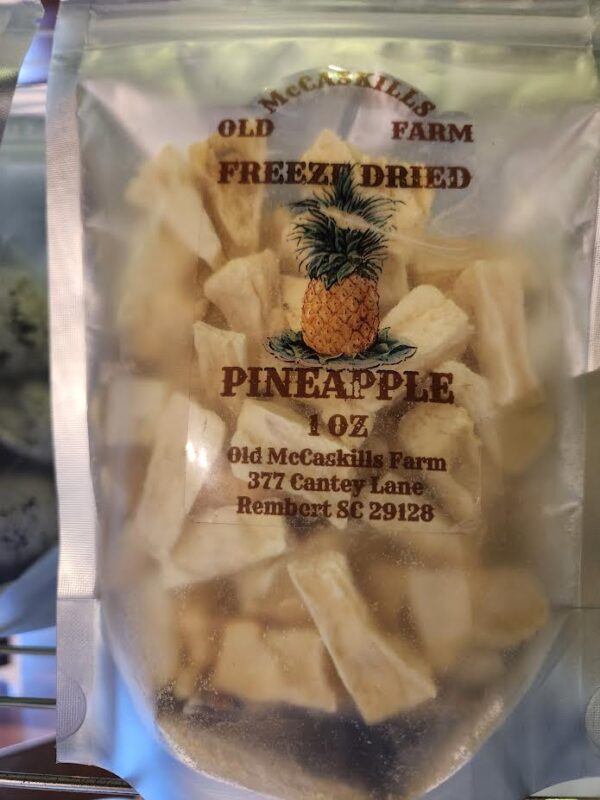 McCASKILLS
OLD FARM
FREEZE DRIED
PINEAPPLE
1 OZ
Old McCaskills Farm
377 Cantey Lane
Rembert SC 29128